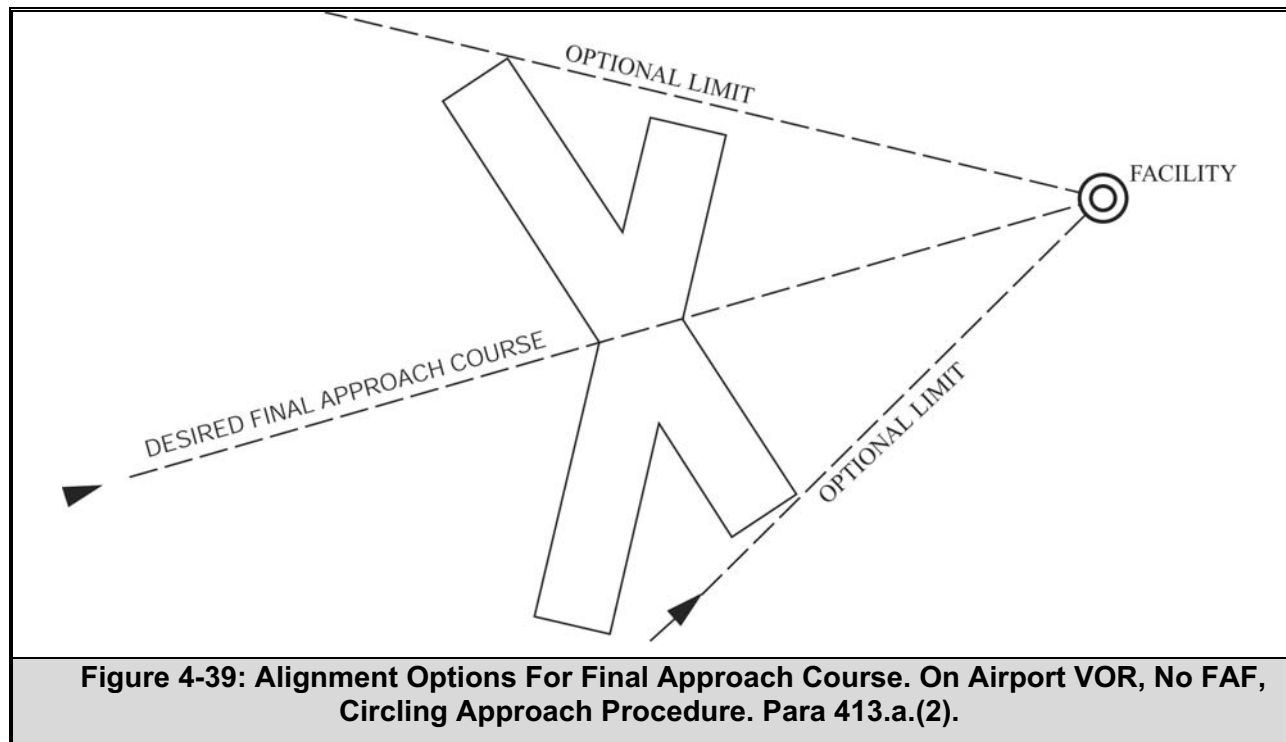 OPTIONAL LIMIT
FACILITY
DESIRED FINAL APPROACH COURSE
OPTIONAL LIMIT
Figure 4-39: Alignment Options For Final Approach Course. On Airport VOR, No FAF,
Circling Approach Procedure. Para 413.a.(2).